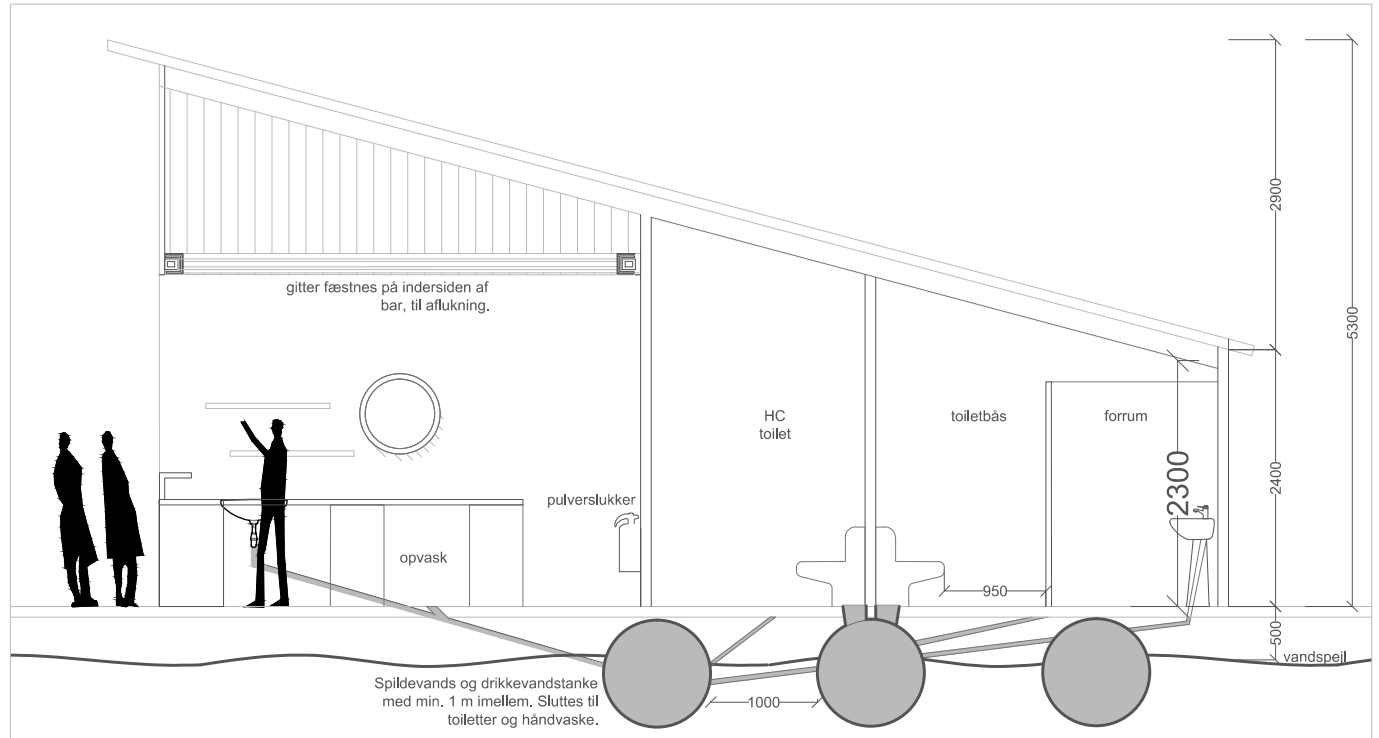 gitter fæstnes på indersiden af
bar, til aflukning.
HC
toilet
toiletbås
forrum
pulverslukker
opvask
2900
5300
2400
2300
950
500
vandspejl
Spildevands og drikkevandstanke
med min. 1 m imellem. Sluttes til
toiletter og håndvaske.
1000